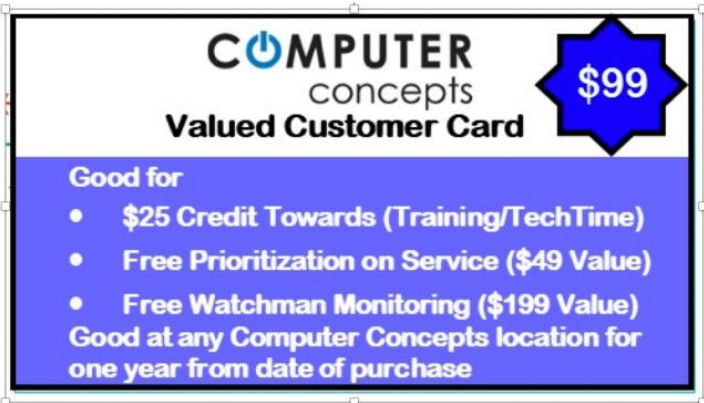 COMPUTER
concepts
$99
Valued Customer Card
Good for
• $25 Credit Towards (Training/TechTime)
• Free Prioritization on Service ($49 Value)
• Free Watchman Monitoring ($199 Value)
Good at any Computer Concepts location for
one year from date of purchase